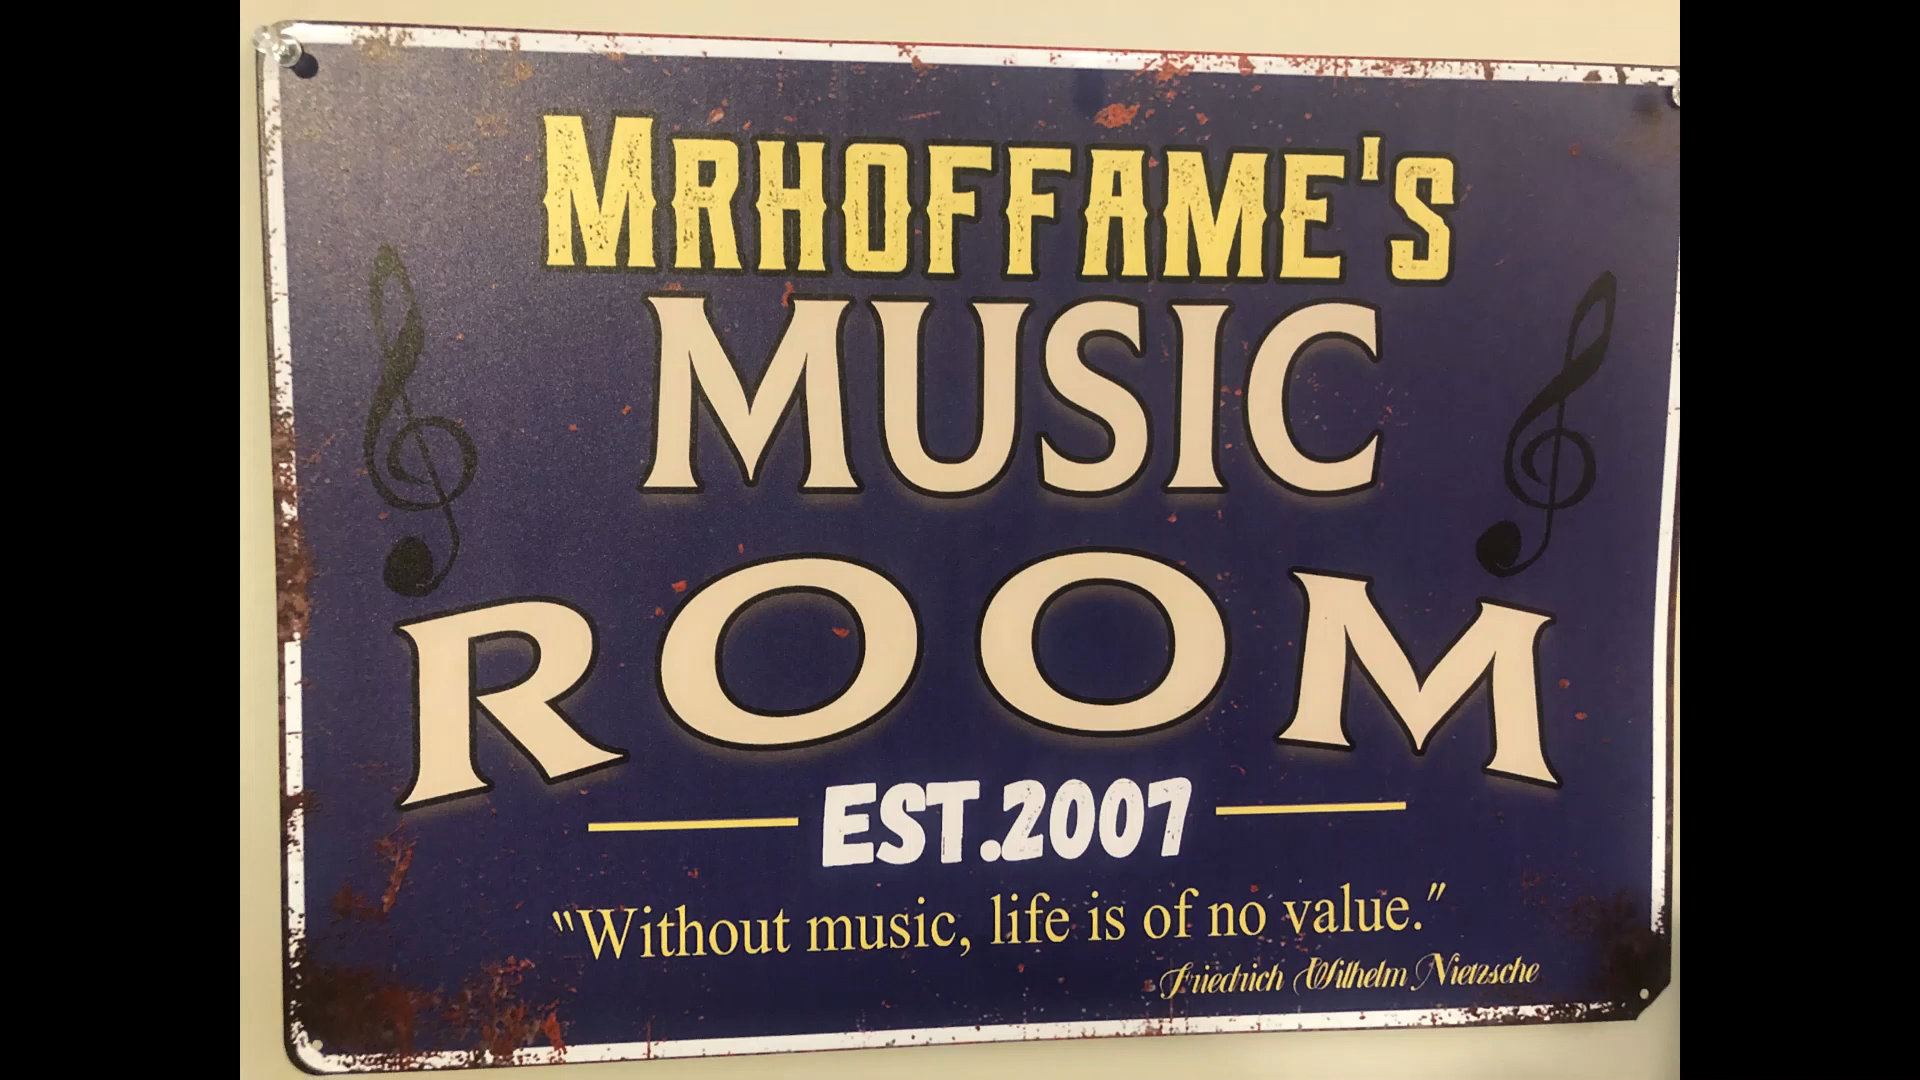 MRHOFFAME'S
MUSIC
ROOM
EST.2007
"Without music, life is of no value."
Friedrich Wilhelm Nietzsche